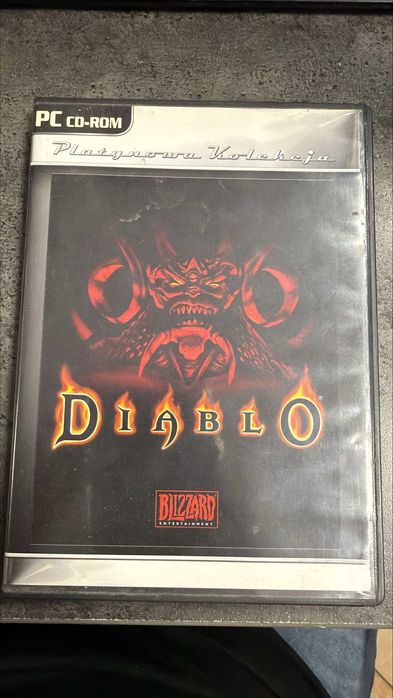 PC CD-ROM
Platynowa Kolekcja
DIABLO®
BLIZZARD
ENTERTAINMENT